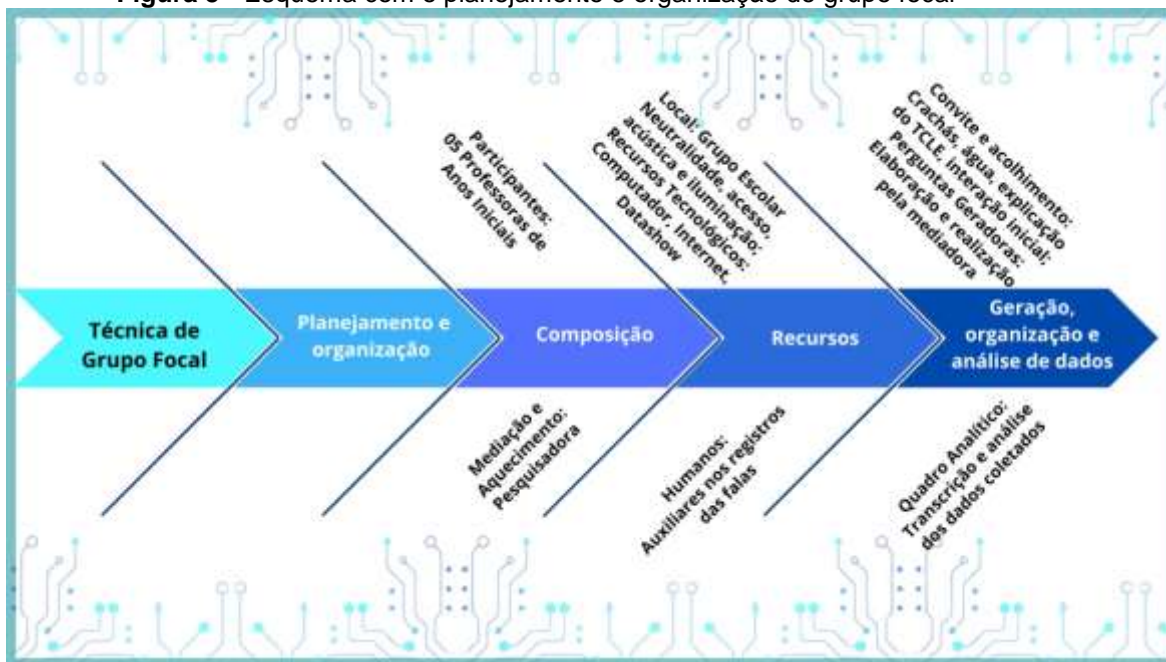 Figura 3 - Esquema com o planejamento e organização do grupo focal
Participantes:
05 Professoras de
Anos Iniciais
Local: Grupo Escolar
Neutralidade, acesso,
acústica e iluminação;
Recursos Tecnológicos:
Computador, Internet,
Datashow
Convite e acolhimento:
Crachás, água, explicação
do TCLE, interação inicial;
Perguntas Geradoras:
Elaboração e realização
pela mediadora
Técnica de
Grupo Focal
Planejamento e
organização
Composição
Recursos
Geração,
organização e
análise de dados
Mediação e
Aquecimento:
Pesquisadora
Humanos:
Auxiliares nos registros
das falas
Quadro Analítico:
Transcrição e análise
dos dados coletados